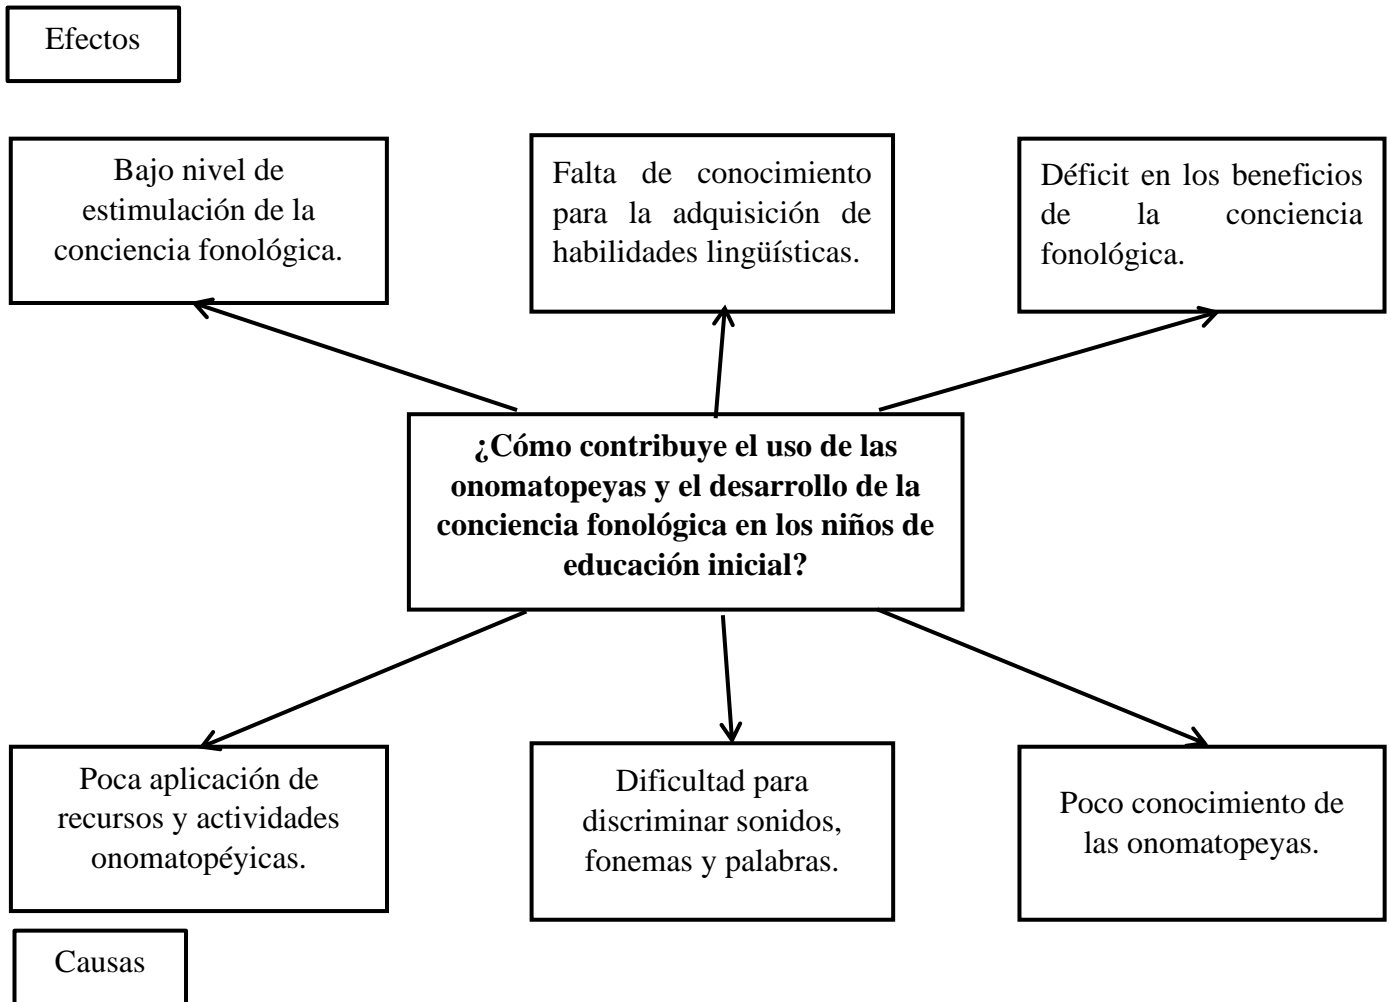 Efectos
Bajo nivel de
estimulación de la
conciencia fonológica.
Falta de conocimiento
para la adquisición de
habilidades lingüísticas.
Déficit en los beneficios
de la conciencia
fonológica.
¿Cómo contribuye el uso de las
onomatopeyas y el desarrollo de la
conciencia fonológica en los niños de
educación inicial?
Poca aplicación de
recursos y actividades
onomatopéyicas.
Dificultad para
discriminar sonidos,
fonemas y palabras.
Poco conocimiento de
las onomatopeyas.
Causas